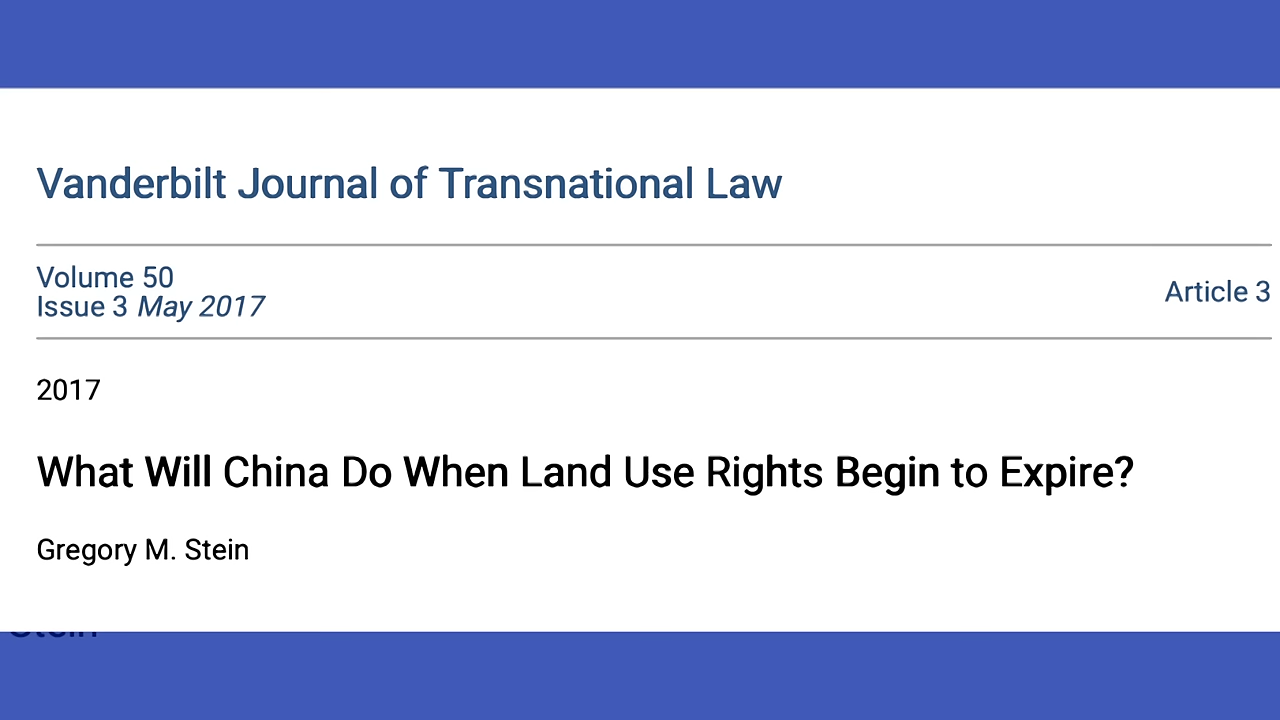 Vanderbilt Journal of Transnational Law
Volume 50
Issue 3 May 2017
Article 3
2017
What Will China Do When Land Use Rights Begin to Expire?
Gregory M. Stein
Stein